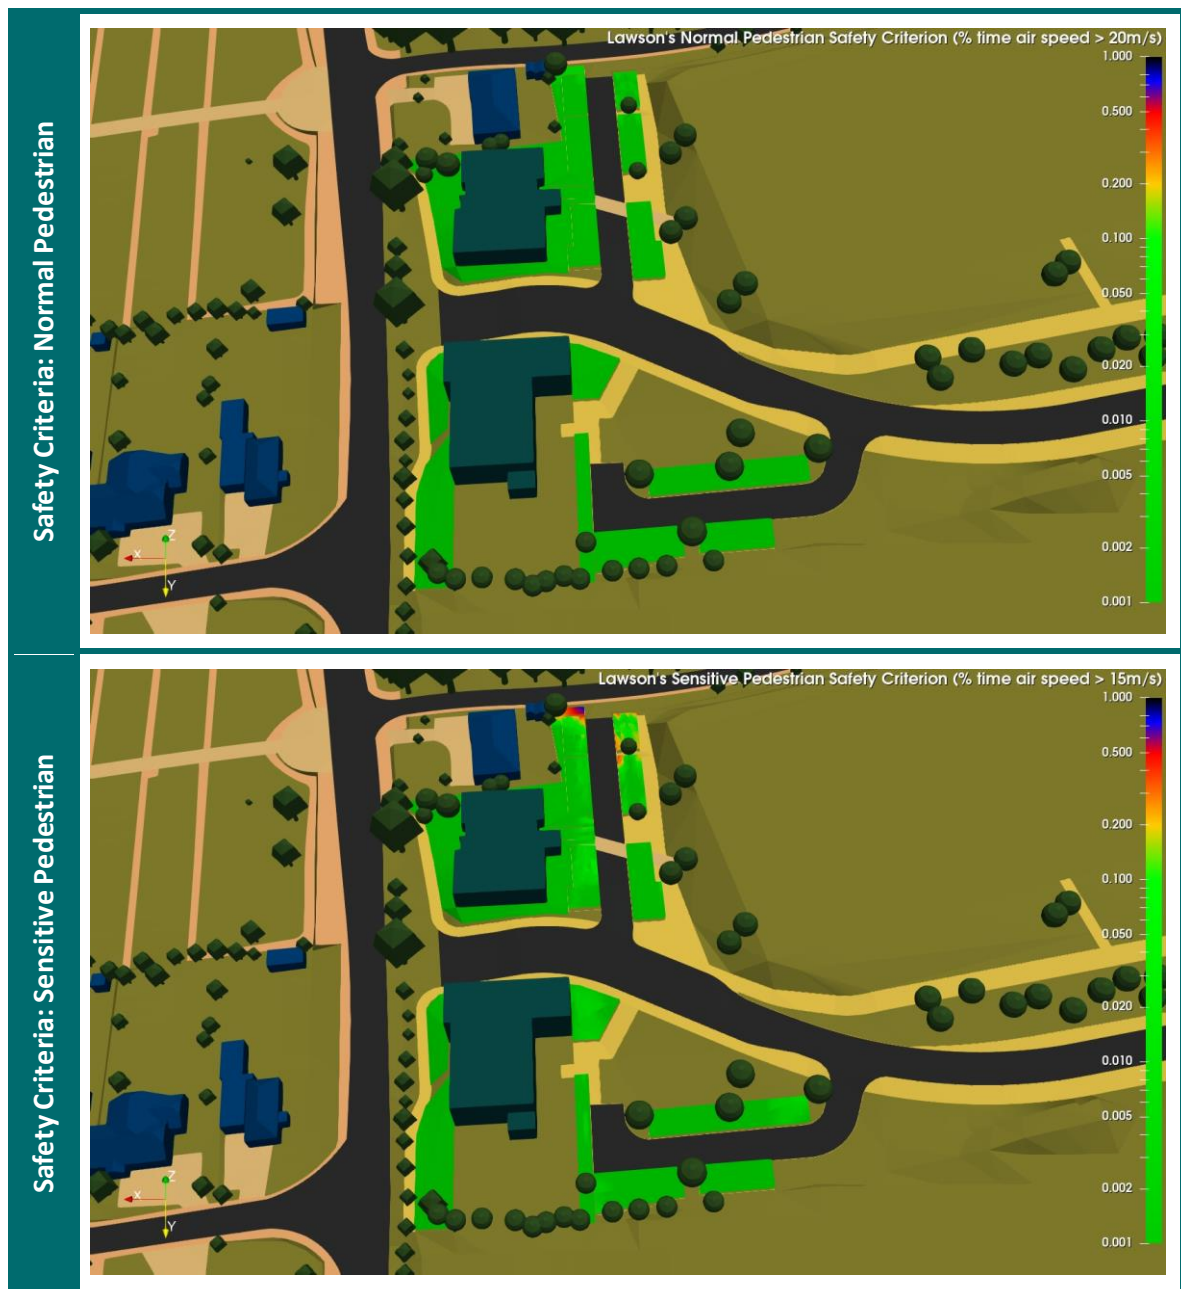 Safety Criteria: Normal Pedestrian
Lawson's Normal Pedestrian Safety Criterion (% time air speed > 20m/s)
1.000
0.500
0.200
0.100
0.050
0.020
0.010
0.005
0.002
0.001
X
Z
Y
Safety Criteria: Sensitive Pedestrian
Lawson's Sensitive Pedestrian Safety Criterion (% time air speed > 15m/s)
1.000
0.500
0.200
0.100
0.050
0.020
0.010
0.005
0.002
0.001
X
Z
Y